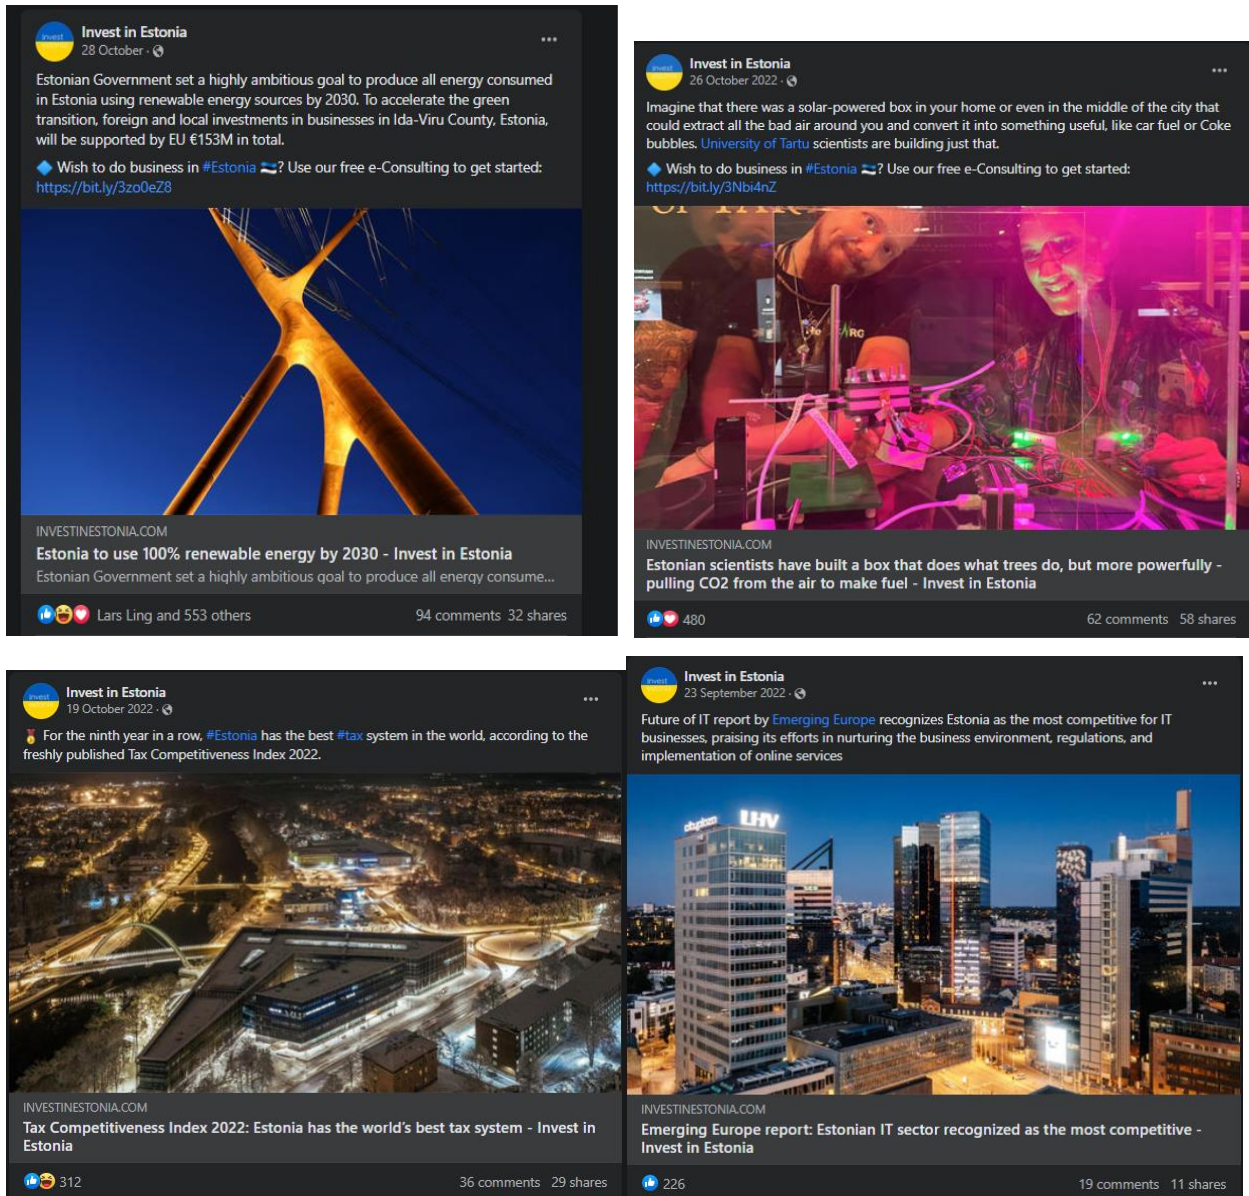 Invest in Estonia
28 October ·
Estonian Government set a highly ambitious goal to produce all energy consumed
in Estonia using renewable energy sources by 2030. To accelerate the green
transition, foreign and local investments in businesses in Ida-Viru County, Estonia,
will be supported by EU €153M in total.
🔷 Wish to do business in #Estonia 🇪🇪? Use our free e-Consulting to get started:
https://bit.ly/3zo0eZ8
INVESTINESTONIA.COM
Estonia to use 100% renewable energy by 2030 - Invest in Estonia
Estonian Government set a highly ambitious goal to produce all energy consume...
Lars Ling and 553 others
94 comments 32 shares
Invest in Estonia
26 October 2022 ·
Imagine that there was a solar-powered box in your home or even in the middle of the city that
could extract all the bad air around you and convert it into something useful, like car fuel or Coke
bubbles. University of Tartu scientists are building just that.
🔷 Wish to do business in #Estonia 🇪🇪? Use our free e-Consulting to get started:
https://bit.ly/3Nbi4nZ
INVESTINESTONIA.COM
Estonian scientists have built a box that does what trees do, but more powerfully -
pulling CO2 from the air to make fuel - Invest in Estonia
480
62 comments 58 shares
Invest in Estonia
19 October 2022 ·
🏅 For the ninth year in a row, #Estonia has the best #tax system in the world, according to the
freshly published Tax Competitiveness Index 2022.
INVESTINESTONIA.COM
Tax Competitiveness Index 2022: Estonia has the world's best tax system - Invest in
Estonia
312
36 comments 29 shares
Invest in Estonia
23 September 2022 ·
Future of IT report by Emerging Europe recognizes Estonia as the most competitive for IT
businesses, praising its efforts in nurturing the business environment, regulations, and
implementation of online services
LHV
INVESTINESTONIA.COM
Emerging Europe report: Estonian IT sector recognized as the most competitive -
Invest in Estonia
226
19 comments 11 shares